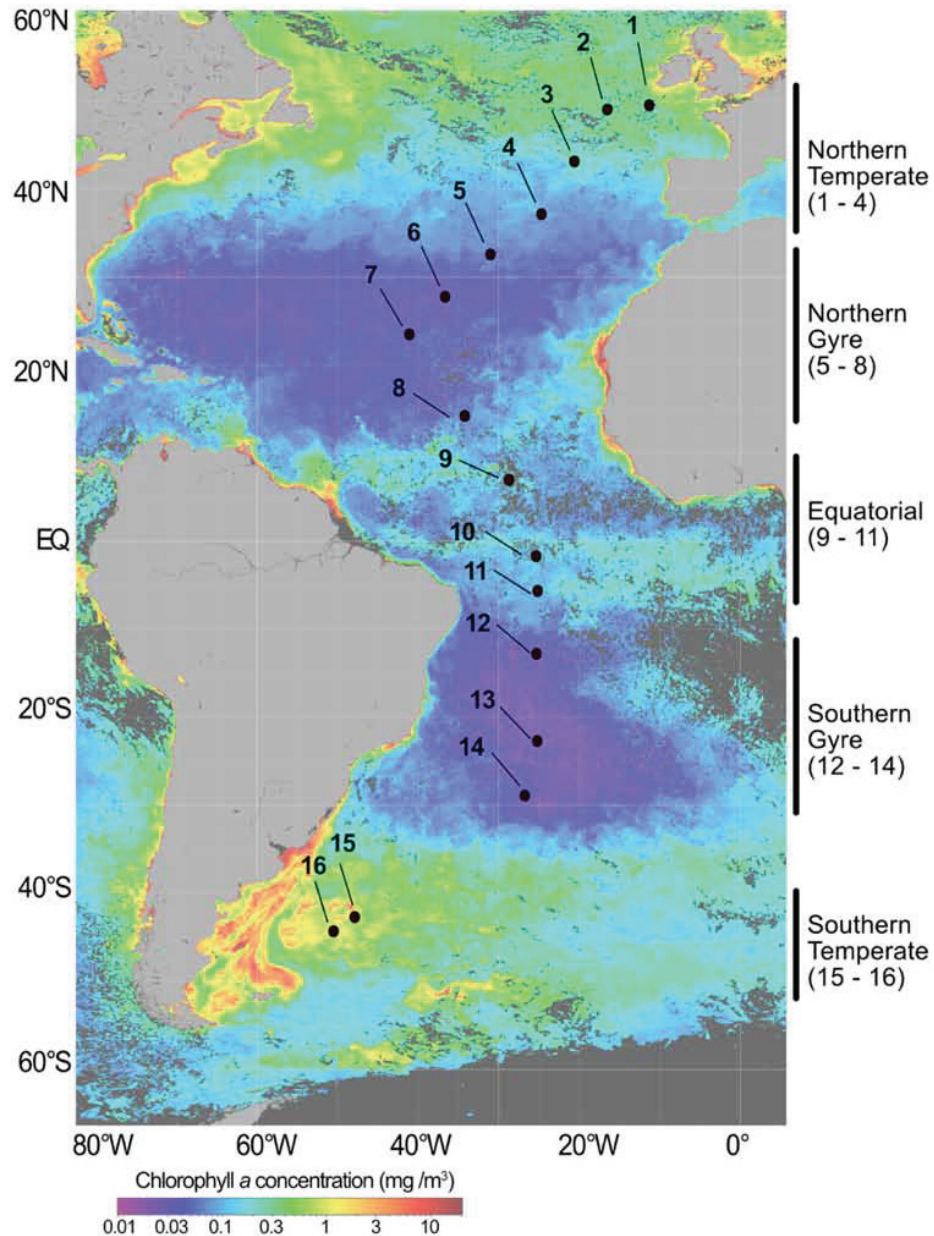 60°N
40°N
20°N
EQ
20°S
40°S
60°S
1
2
3
4
5
6
7
8
9
10
11
12
13
14
15
16
Northern
Temperate
(1 - 4)
Northern
Gyre
(5 - 8)
Equatorial
(9 - 11)
Southern
Gyre
(12 - 14)
Southern
Temperate
(15 - 16)
80°W 60°W 40°W 20°W 0°
Chlorophyll a concentration (mg /m³)
0.01 0.03 0.1 0.3 1 3 10